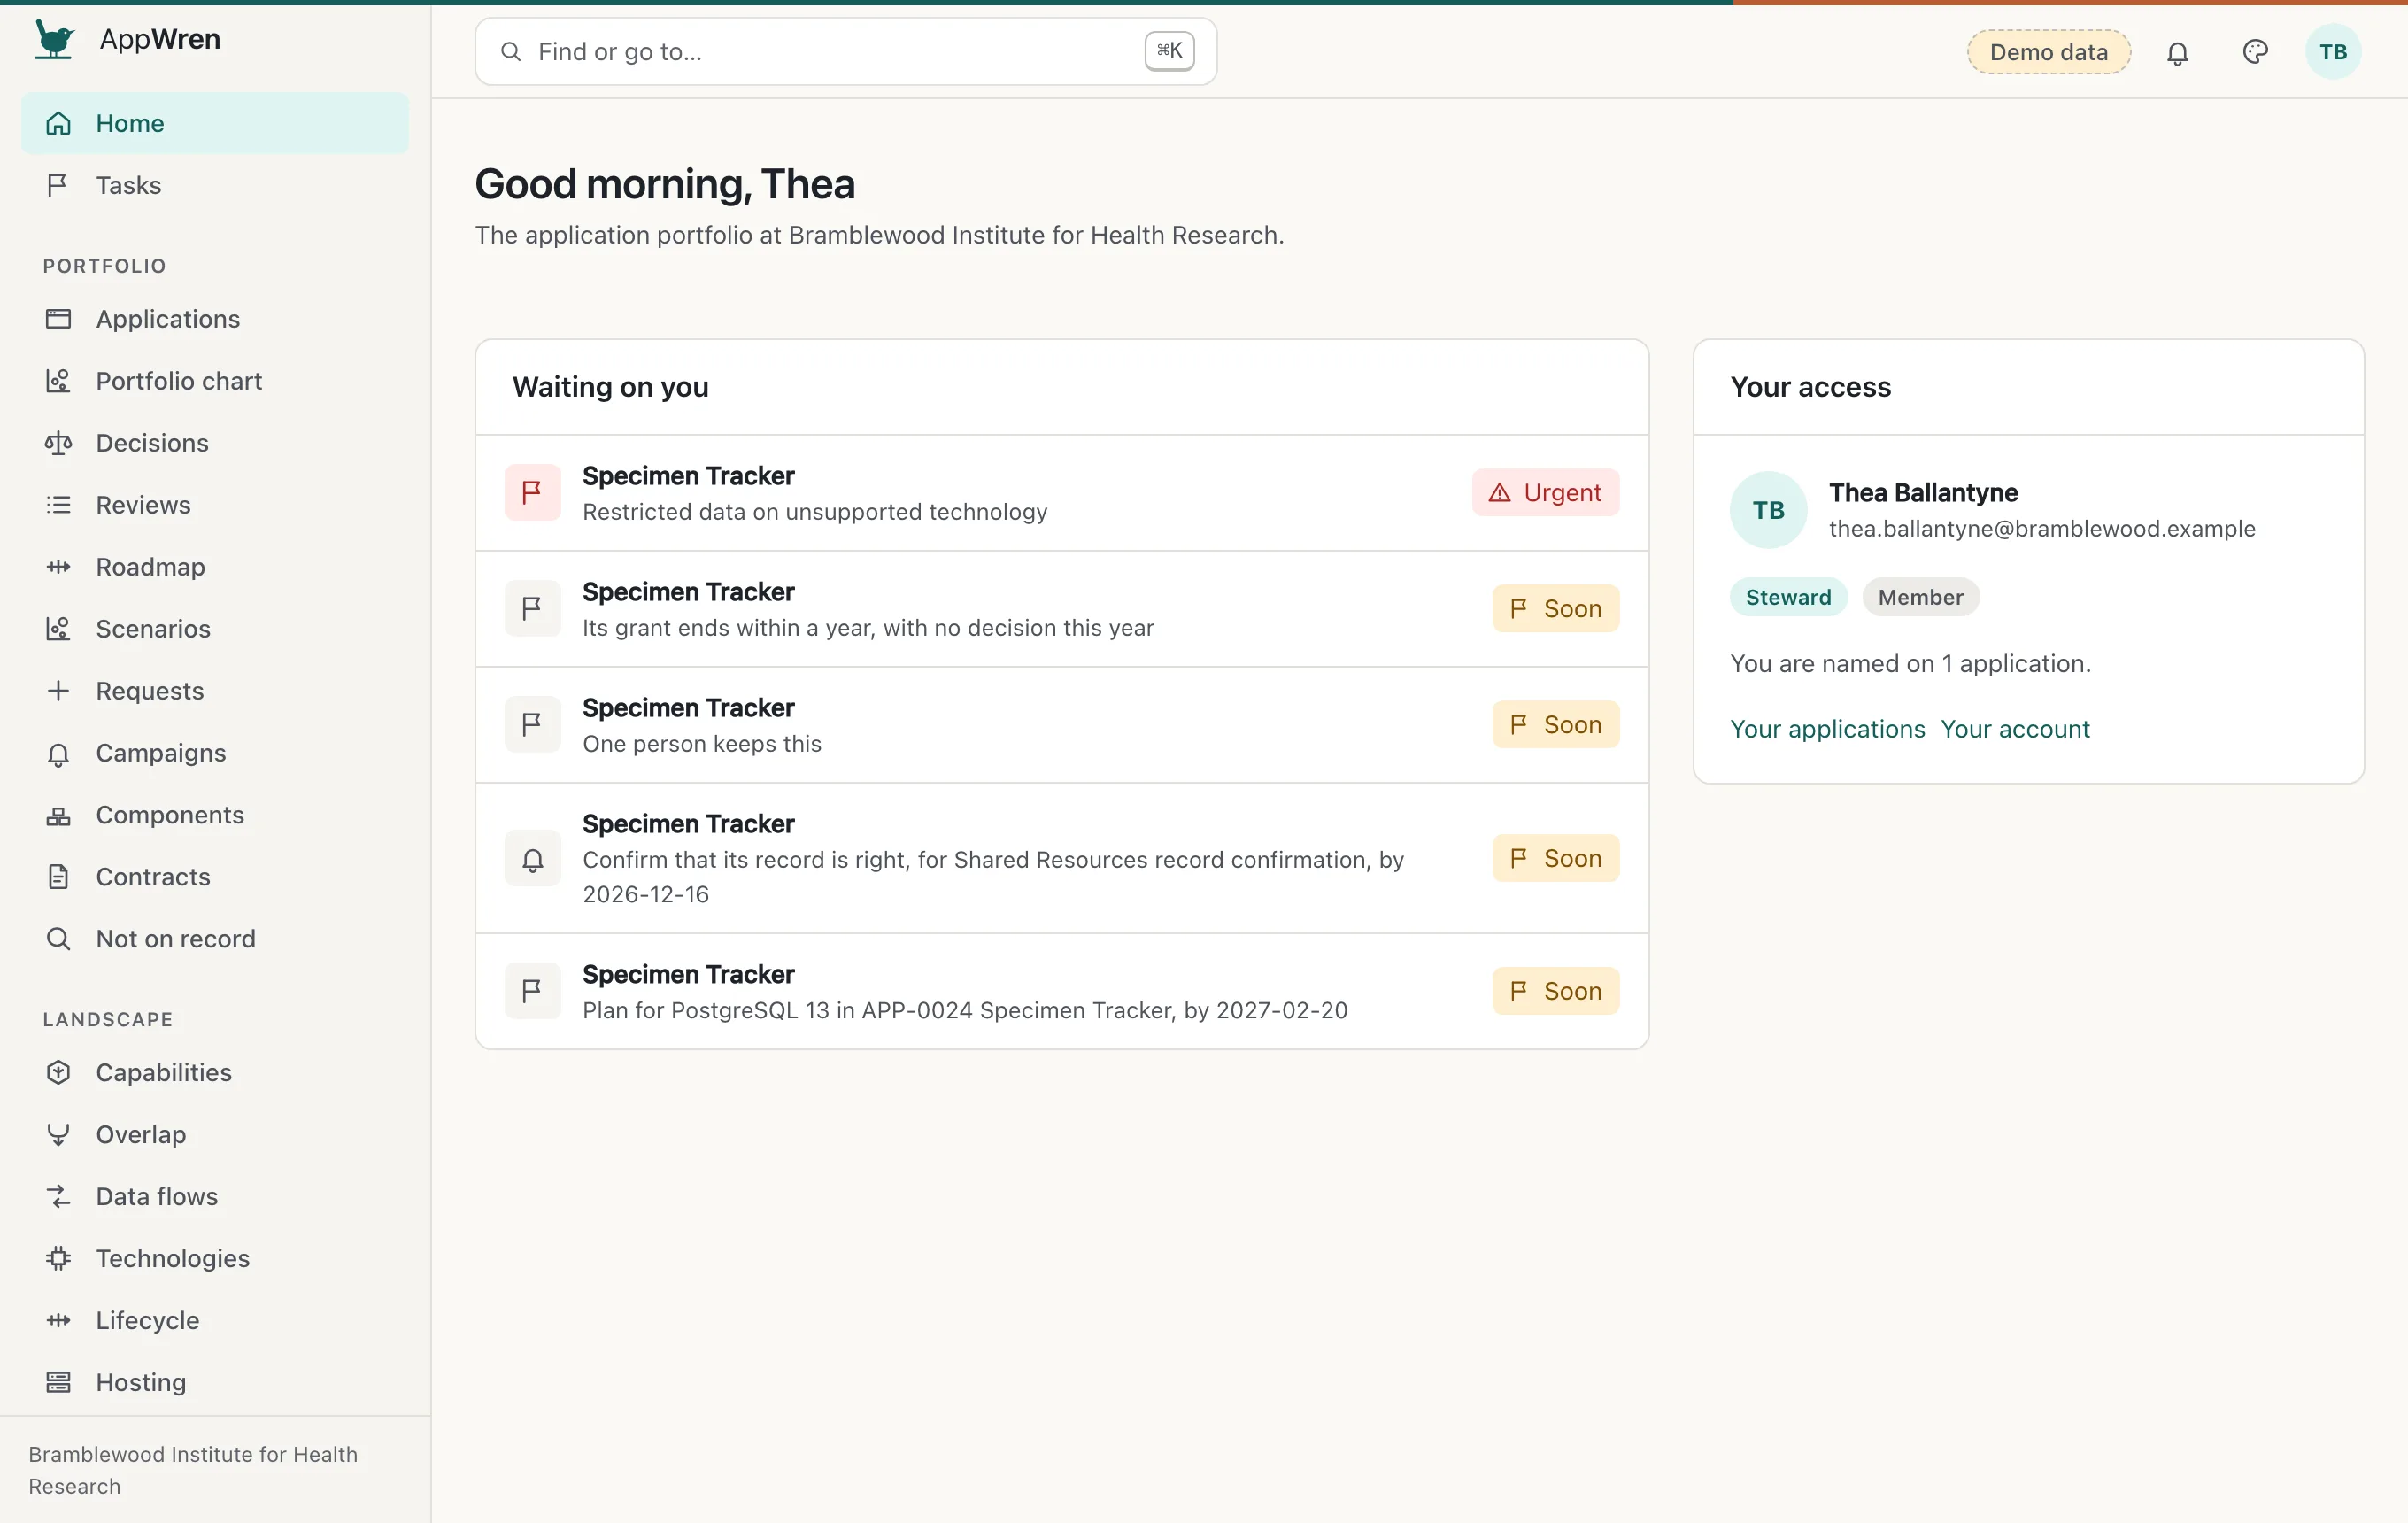 AppWren
Find or go to...
⌘K
Demo data
TB
Home
Tasks
PORTFOLIO
Applications
Portfolio chart
Decisions
Reviews
Roadmap
Scenarios
Requests
Campaigns
Components
Contracts
Not on record
LANDSCAPE
Capabilities
Overlap
Data flows
Technologies
Lifecycle
Hosting
Bramblewood Institute for Health
Research
Good morning, Thea
The application portfolio at Bramblewood Institute for Health Research.
Waiting on you
Specimen Tracker
Restricted data on unsupported technology
Urgent
Specimen Tracker
Its grant ends within a year, with no decision this year
Soon
Specimen Tracker
One person keeps this
Soon
Specimen Tracker
Confirm that its record is right, for Shared Resources record confirmation, by
2026-12-16
Soon
Specimen Tracker
Plan for PostgreSQL 13 in APP-0024 Specimen Tracker, by 2027-02-20
Soon
Your access
TB
Thea Ballantyne
thea.ballantyne@bramblewood.example
Steward Member
You are named on 1 application.
Your applications Your account